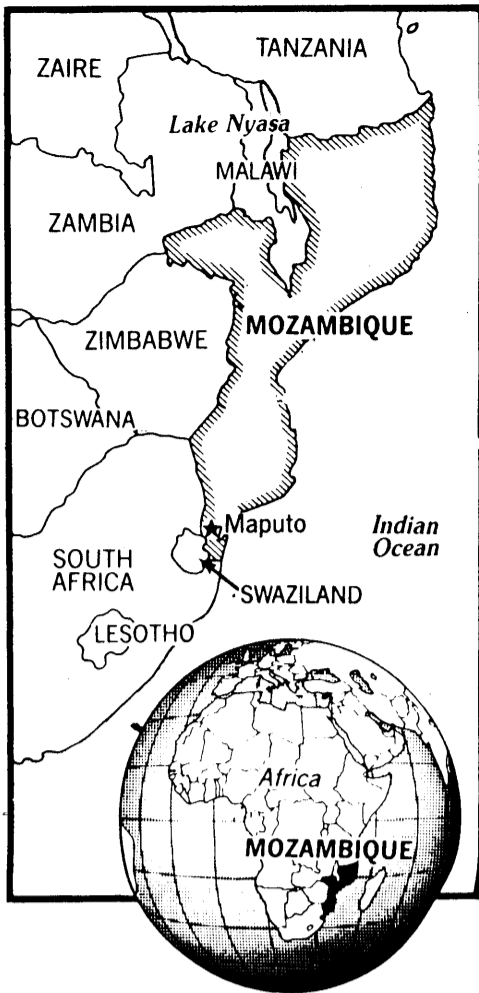 TANZANIA
ZAIRE
Lake Nyasa
MALAWI
ZAMBIA
MOZAMBIQUE
ZIMBABWE
BOTSWANA
Maputo
Indian
Ocean
SOUTH
AFRICA
SWAZILAND
LESOTHO
Africa
MOZAMBIQUE